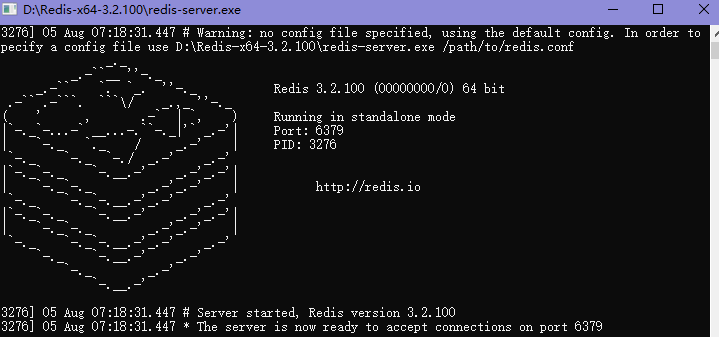 D:\Redis-x64-3.2.100\redis-server.exe
3276] 05 Aug 07:18:31.447 # Warning: no config file specified, using the default config. In order to
pecify a config file use D:\Redis-x64-3.2.100\redis-server.exe /path/to/redis.conf
Redis 3.2.100 (00000000/0) 64 bit
Running in standalone mode
Port: 6379
PID: 3276
http://redis.io
3276] 05 Aug 07:18:31.447 # Server started, Redis version 3.2.100
3276] 05 Aug 07:18:31.447 * The server is now ready to accept connections on port 6379